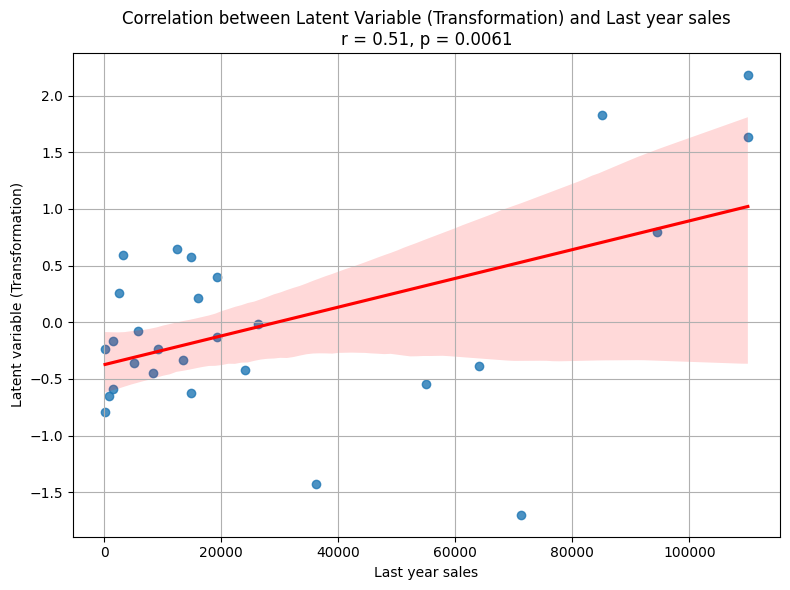 Correlation between Latent Variable (Transformation) and Last year sales
r = 0.51, p = 0.0061
2.0
1.5
1.0
0.5
0.0
−0.5
−1.0
−1.5
Latent variable (Transformation)
0 20000 40000 60000 80000 100000
Last year sales